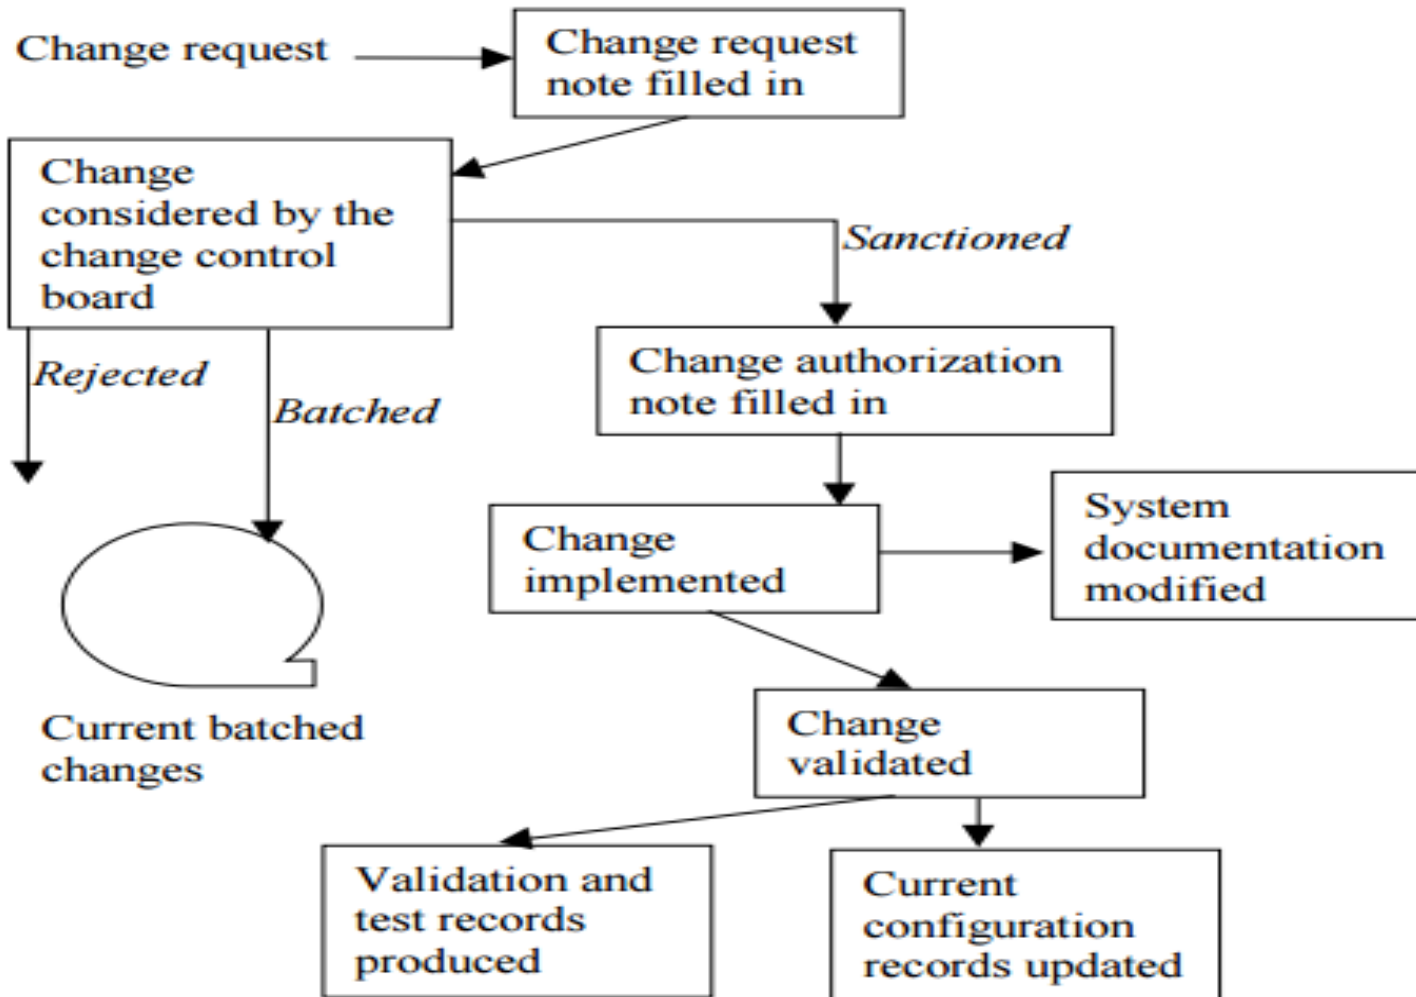 Change request
Change request
note filled in
Change
considered by the
change control
board
Sanctioned
Rejected
Batched
Change authorization
note filled in
Change
implemented
System
documentation
modified
Current batched
changes
Change
validated
Validation and
test records
produced
Current
configuration
records updated